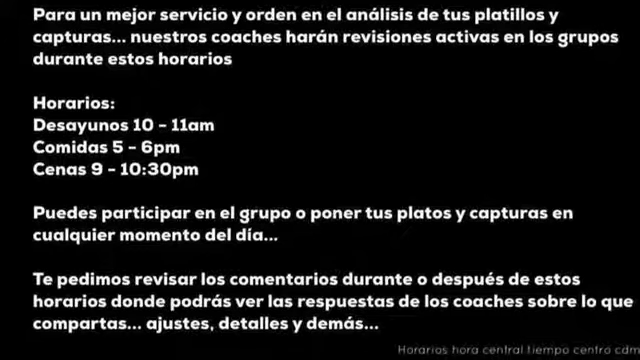 Para un mejor servicio y orden en el análisis de tus platillos y
capturas... nuestros coaches harán revisiones activas en los grupos
durante estos horarios
Horarios:
Desayunos 10 - 11am
Comidas 5 - 6pm
Cenas 9 - 10:30pm
Puedes participar en el grupo o poner tus platos y capturas en
cualquier momento del día...
Te pedimos revisar los comentarios durante o después de estos
horarios donde podrás ver las respuestas de los coaches sobre lo que
compartas... ajustes, detalles y demás...
Horarios hora central tiempo centro cdm